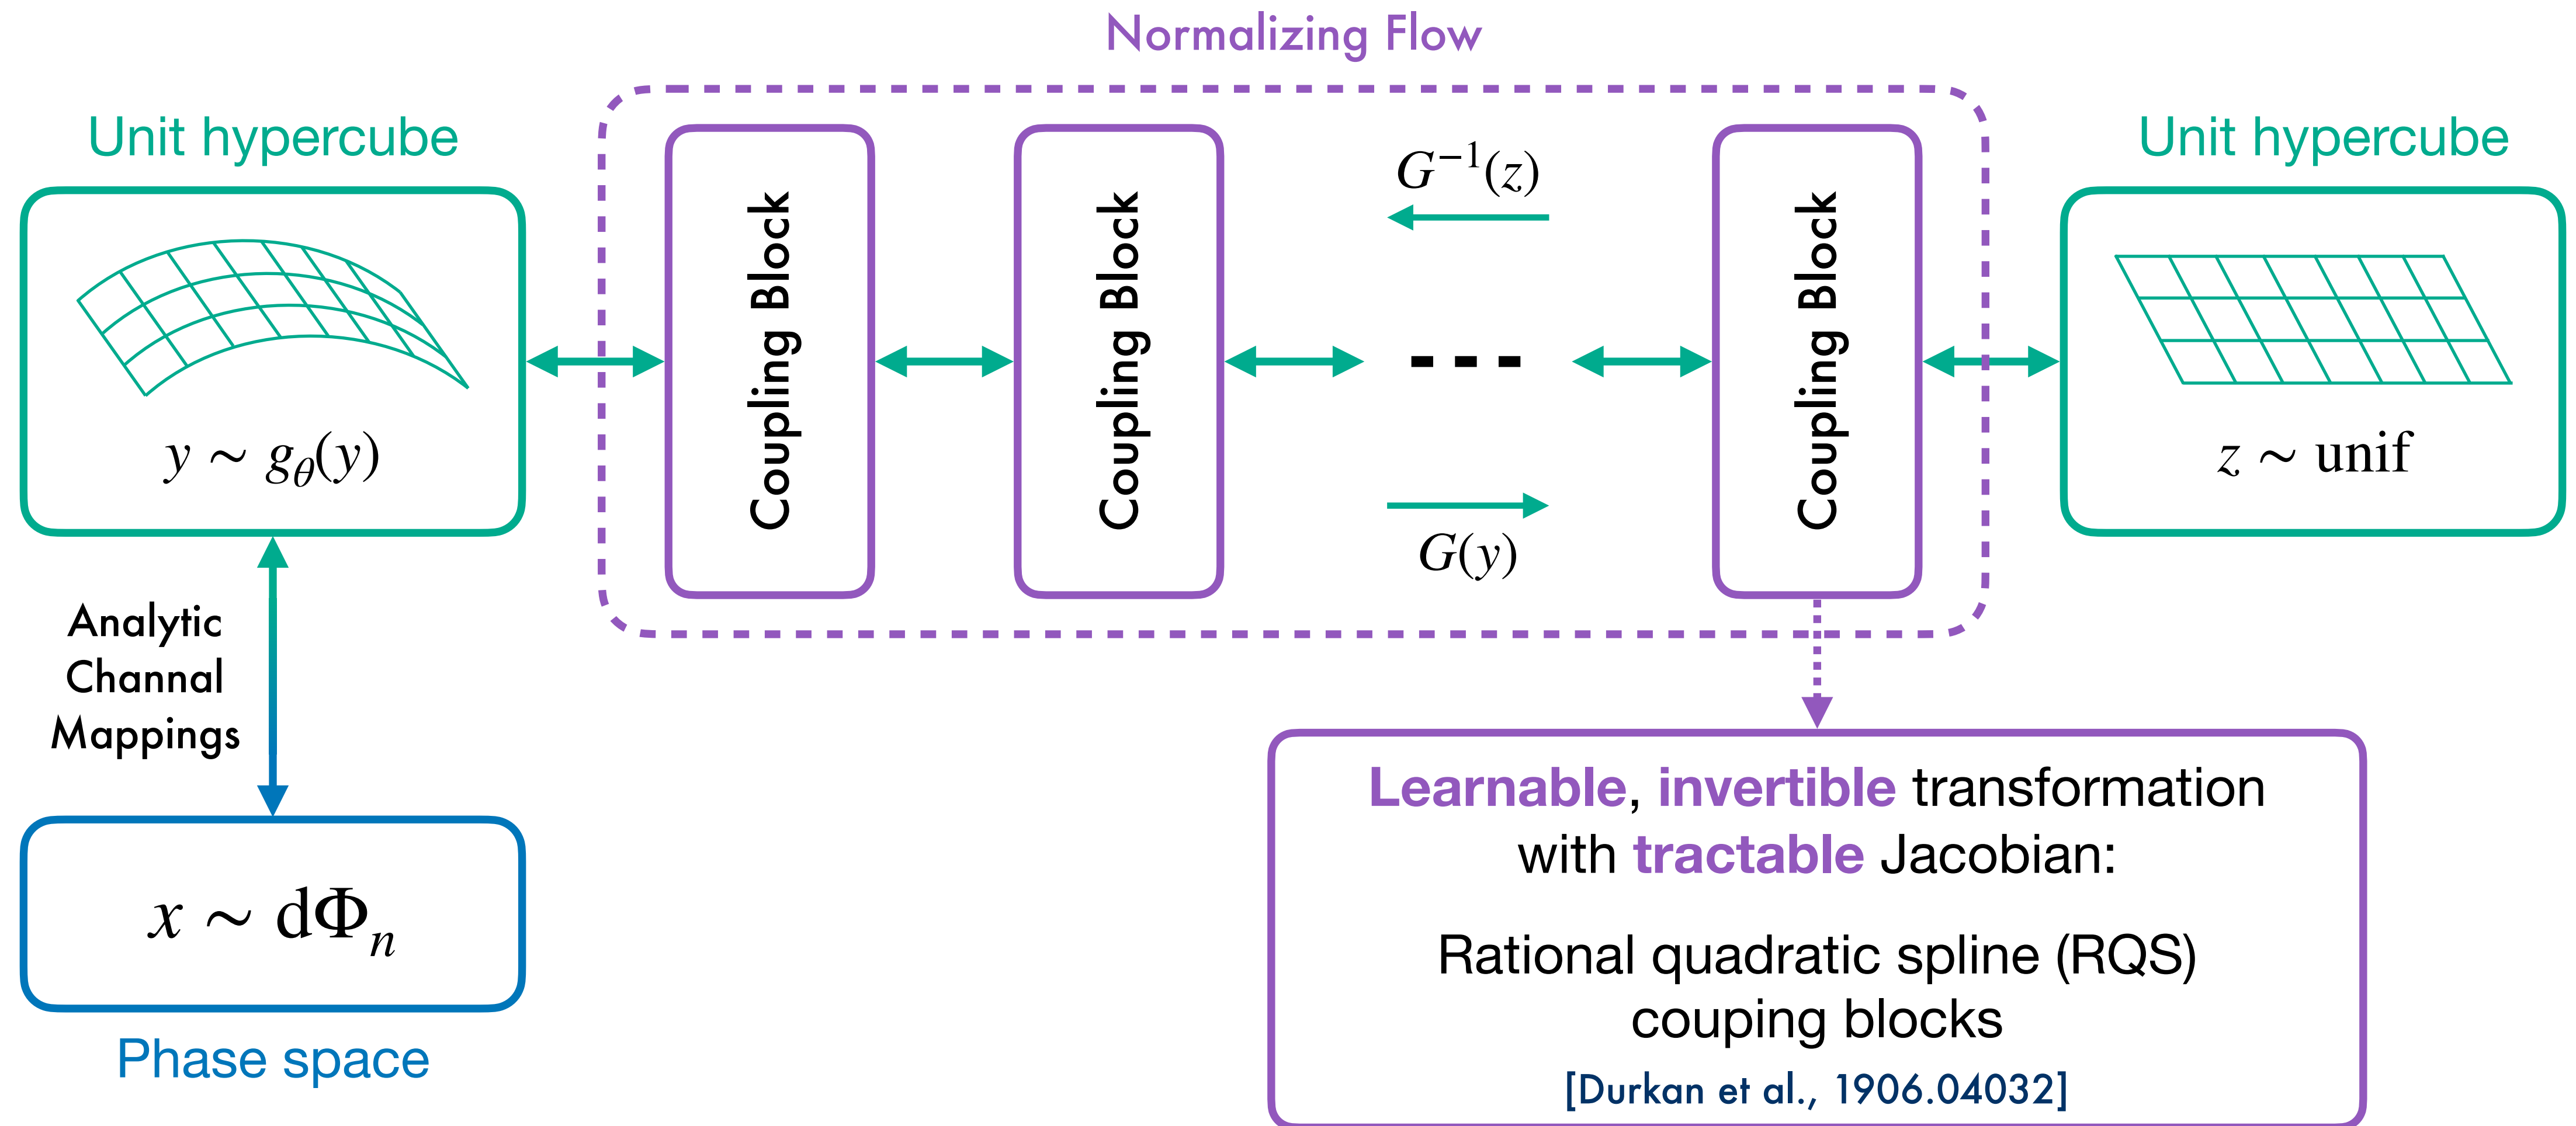 Normalizing Flow
Unit hypercube
y ∼ g_θ(y)
Coupling Block
Coupling Block
G⁻¹(z)
G(y)
Coupling Block
Unit hypercube
z ∼ unif
Analytic
Channal
Mappings
x ∼ dΦ_n
Phase space
Learnable, invertible transformation
with tractable Jacobian:
Rational quadratic spline (RQS)
couping blocks
[Durkan et al., 1906.04032]